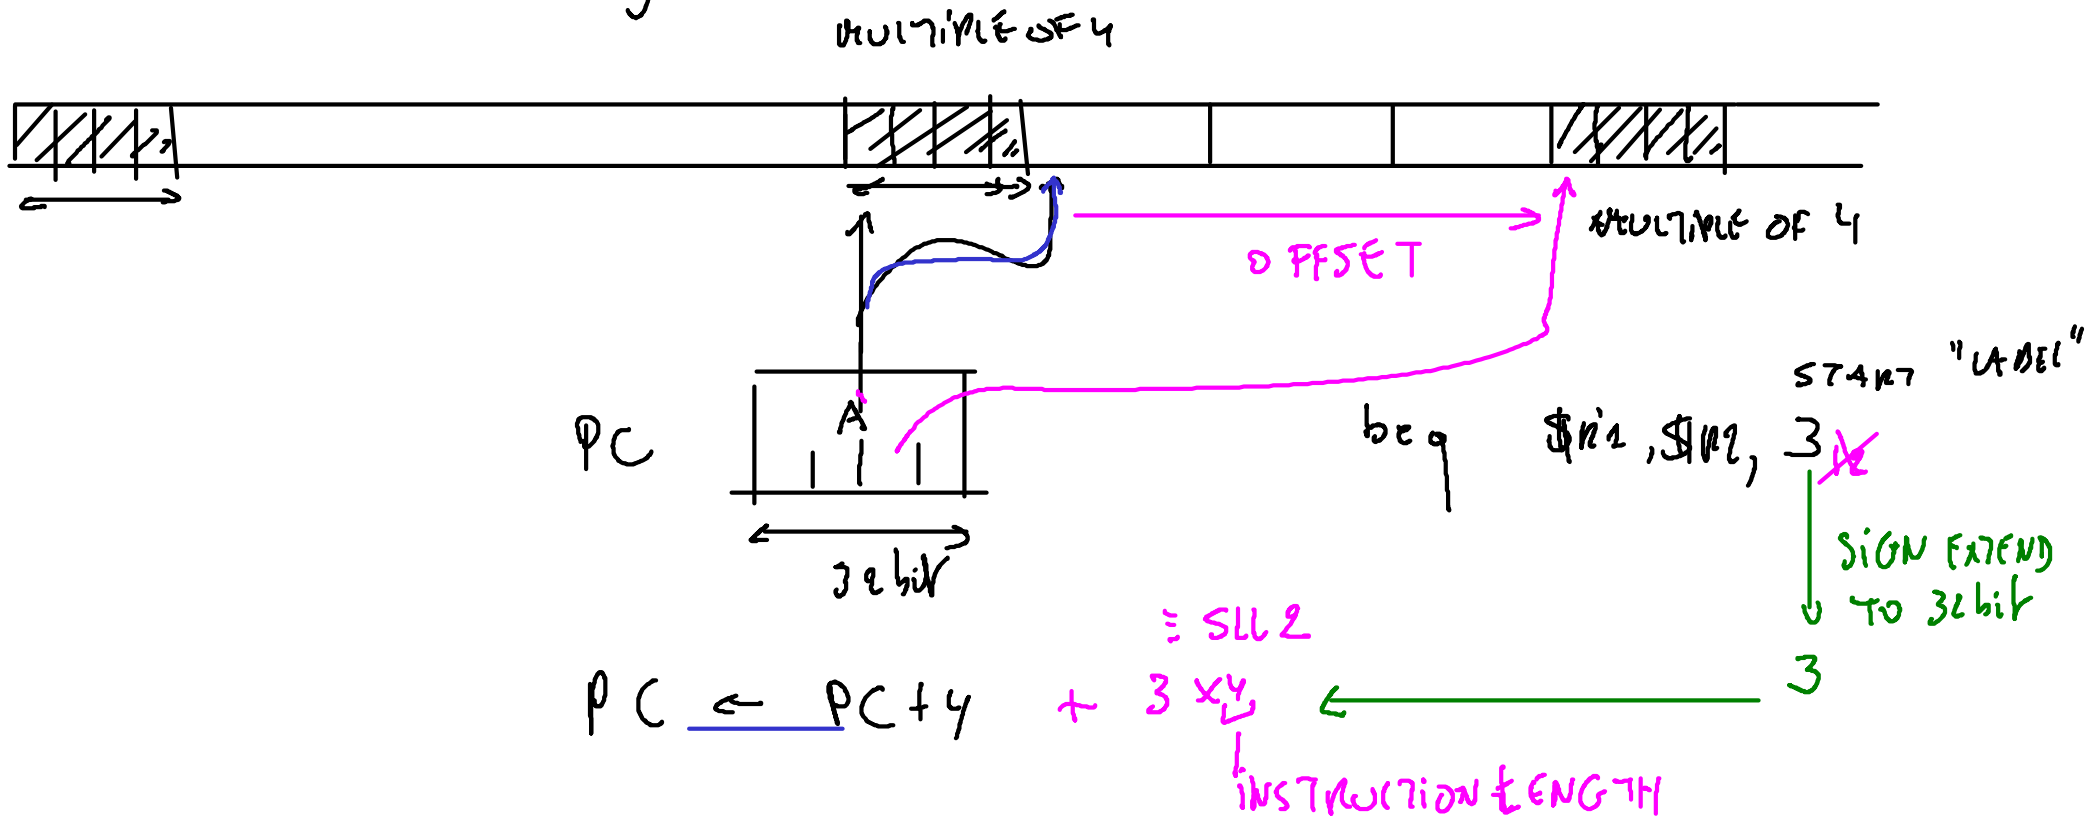 MULTIPLE OF 4
MULTIPLE OF 4
OFFSET
START "LABEL"
A
PC
beq $R1, $R2, 3
32 bit
SIGN EXTEND
TO 32 bit
≡ SLL 2
3
PC ← PC + 4 + 3 x 4
INSTRUCTION LENGTH